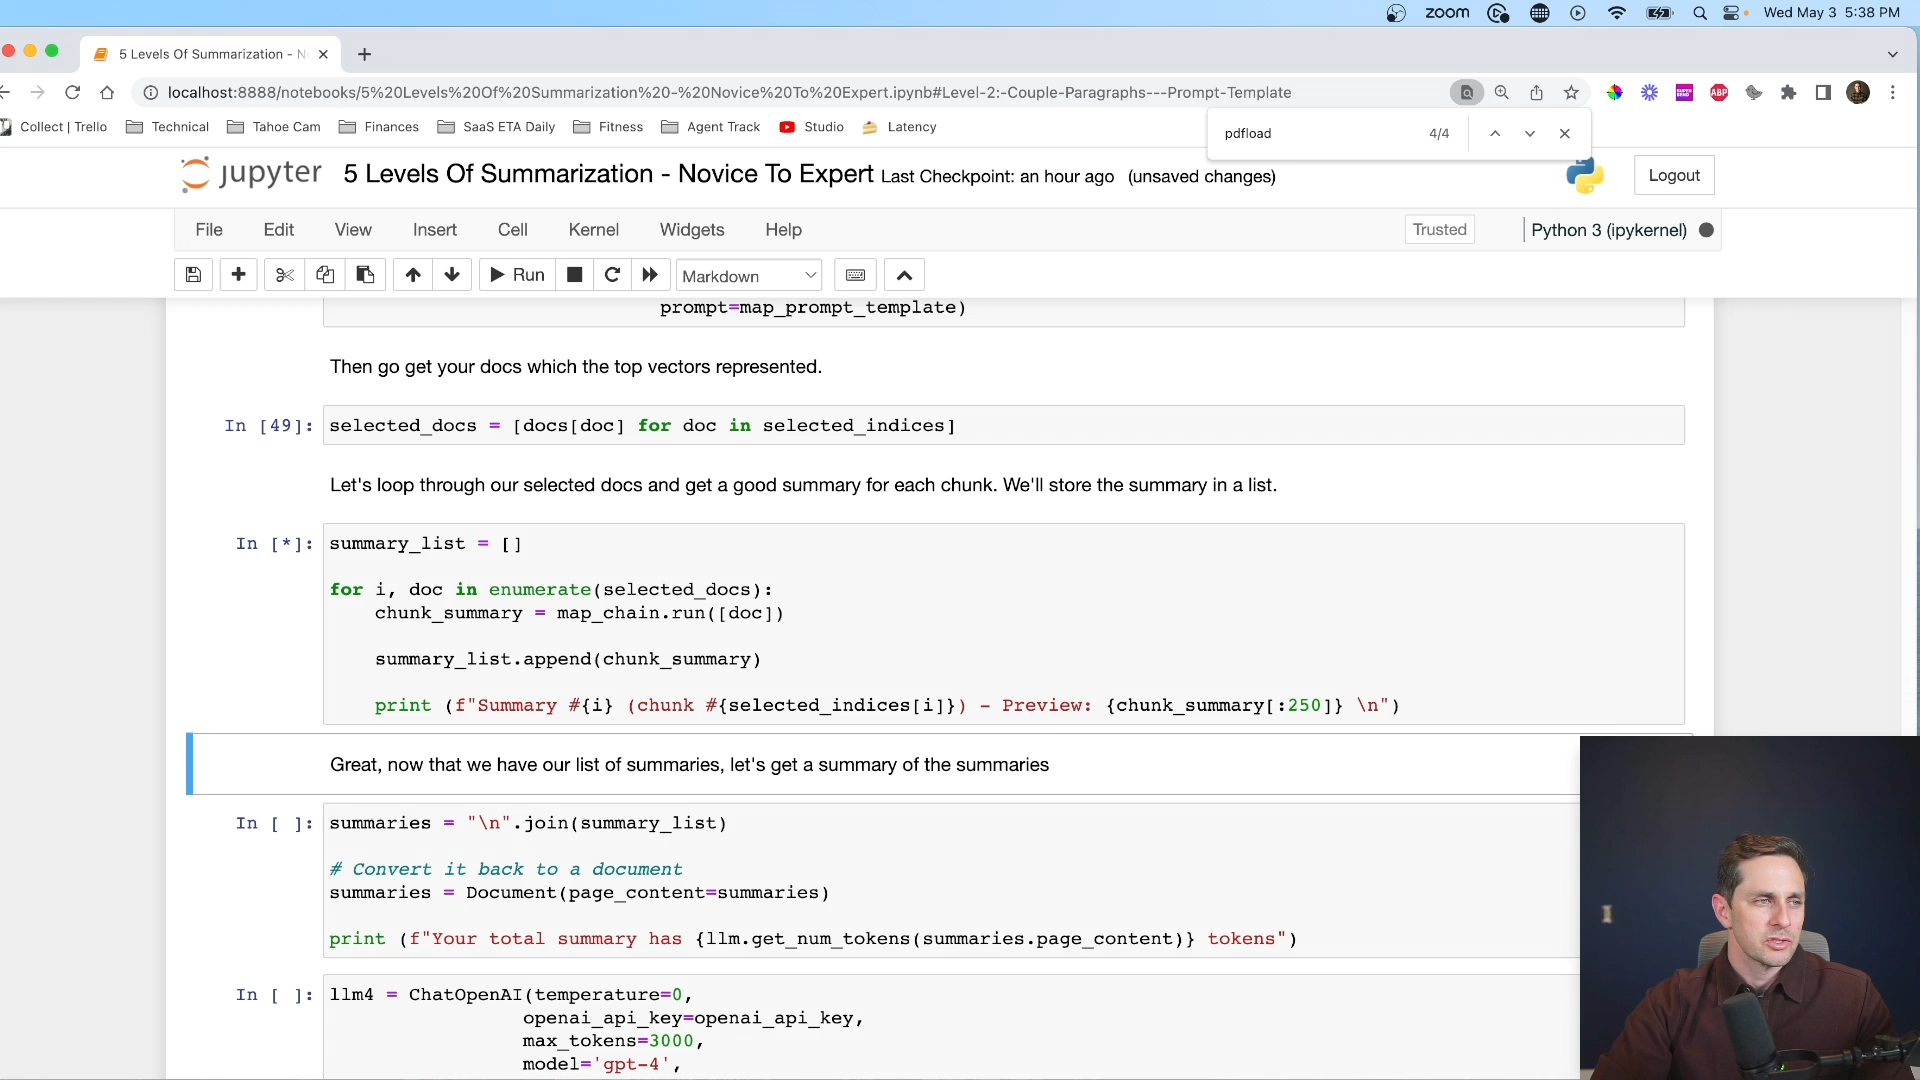 zoom
Wed May 3 5:38 PM
5 Levels Of Summarization - N
localhost:8888/notebooks/5%20Levels%20Of%20Summarization%20-%20Novice%20To%20Expert.ipynb#Level-2:-Couple-Paragraphs---Prompt-Template
ABP
Collect | Trello
Technical
Tahoe Cam
Finances
SaaS ETA Daily
Fitness
Agent Track
Studio
Latency
pdfload
4/4
jupyter
5 Levels Of Summarization - Novice To Expert Last Checkpoint: an hour ago (unsaved changes)
Logout
File
Edit
View
Insert
Cell
Kernel
Widgets
Help
Trusted
Python 3 (ipykernel)
Run
Markdown
prompt=map_prompt_template)
Then go get your docs which the top vectors represented.
In [49]: selected_docs = [docs[doc] for doc in selected_indices]
Let's loop through our selected docs and get a good summary for each chunk. We'll store the summary in a list.
In [*]: summary_list = []
for i, doc in enumerate(selected_docs):
chunk_summary = map_chain.run([doc])
summary_list.append(chunk_summary)
print (f"Summary #{i} (chunk #{selected_indices[i]}) - Preview: {chunk_summary[:250]} \n")
Great, now that we have our list of summaries, let's get a summary of the summaries
In [ ]: summaries = "\n".join(summary_list)
# Convert it back to a document
summaries = Document(page_content=summaries)
print (f"Your total summary has {llm.get_num_tokens(summaries.page_content)} tokens")
In [ ]: llm4 = ChatOpenAI(temperature=0,
openai_api_key=openai_api_key,
max_tokens=3000,
model='gpt-4',